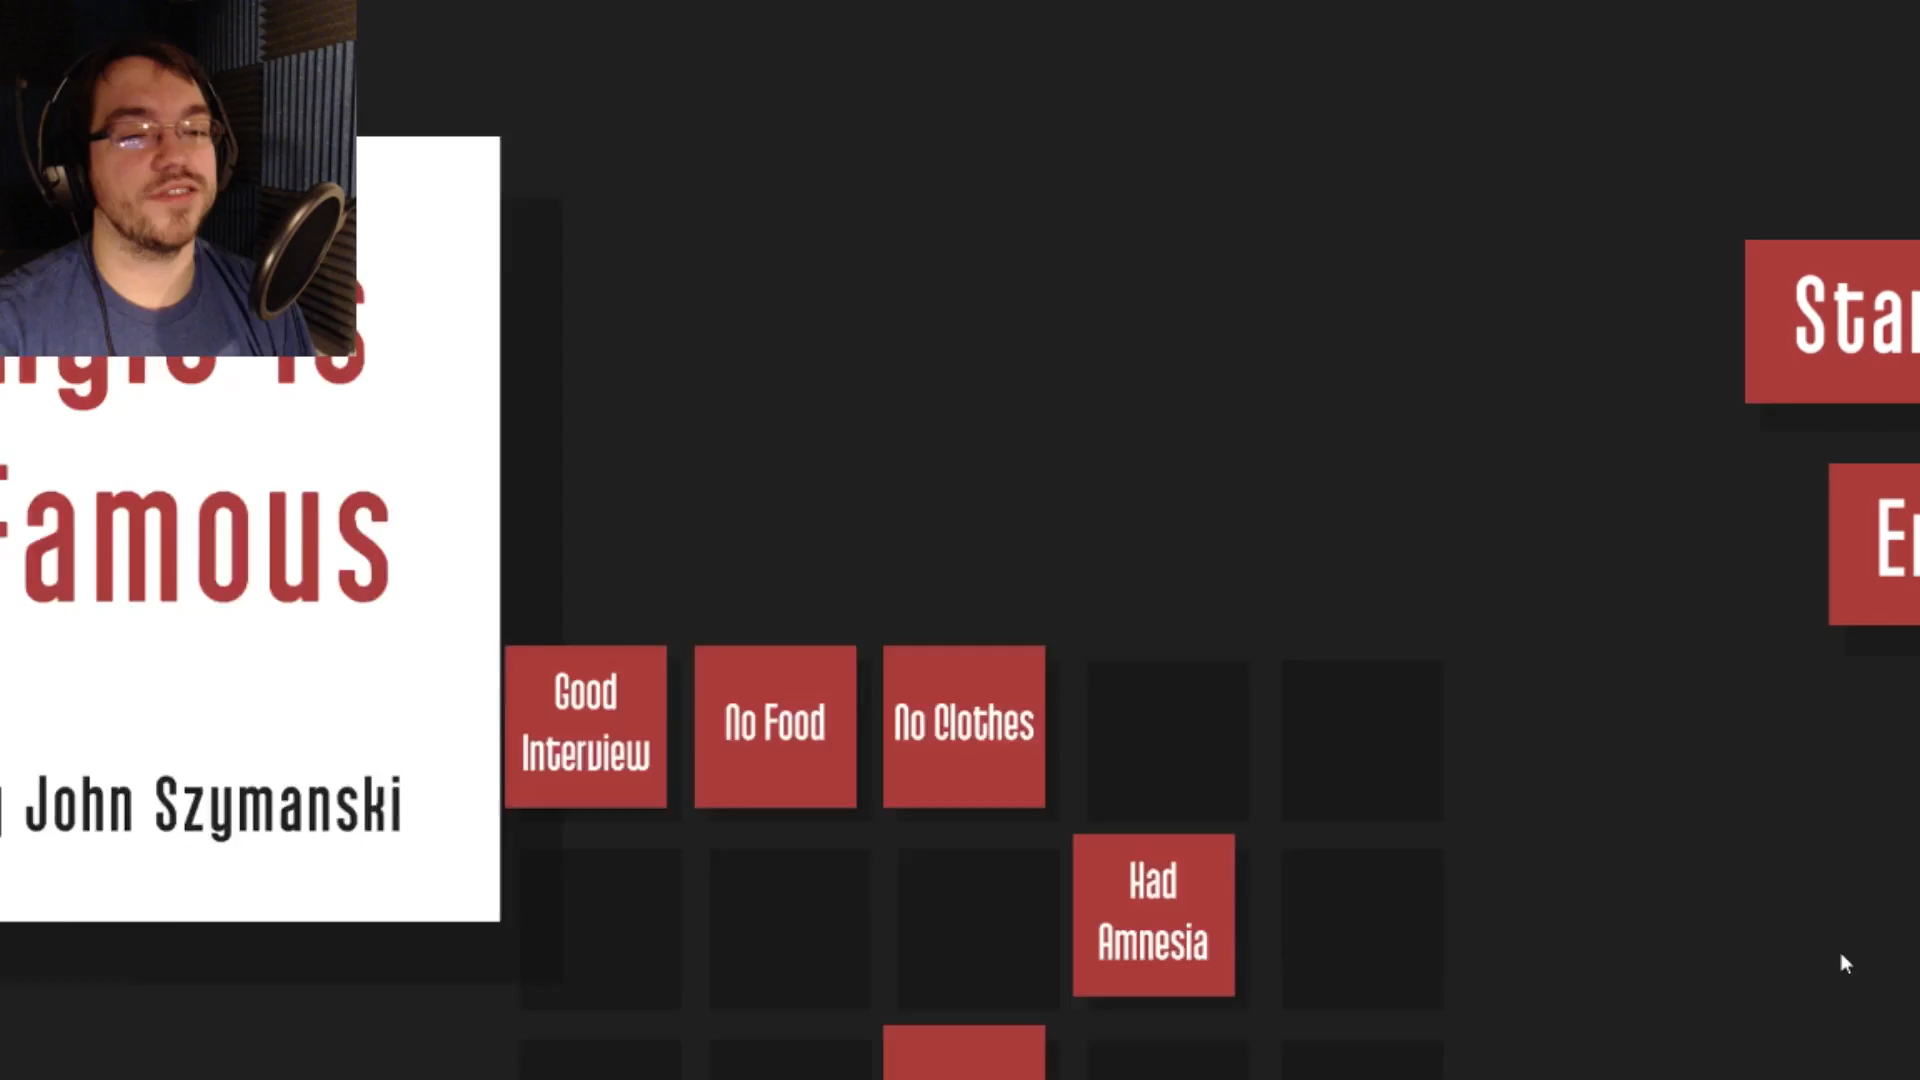 Famous
John Szymanski
Good
Interview
No Food
No Clothes
Had
Amnesia